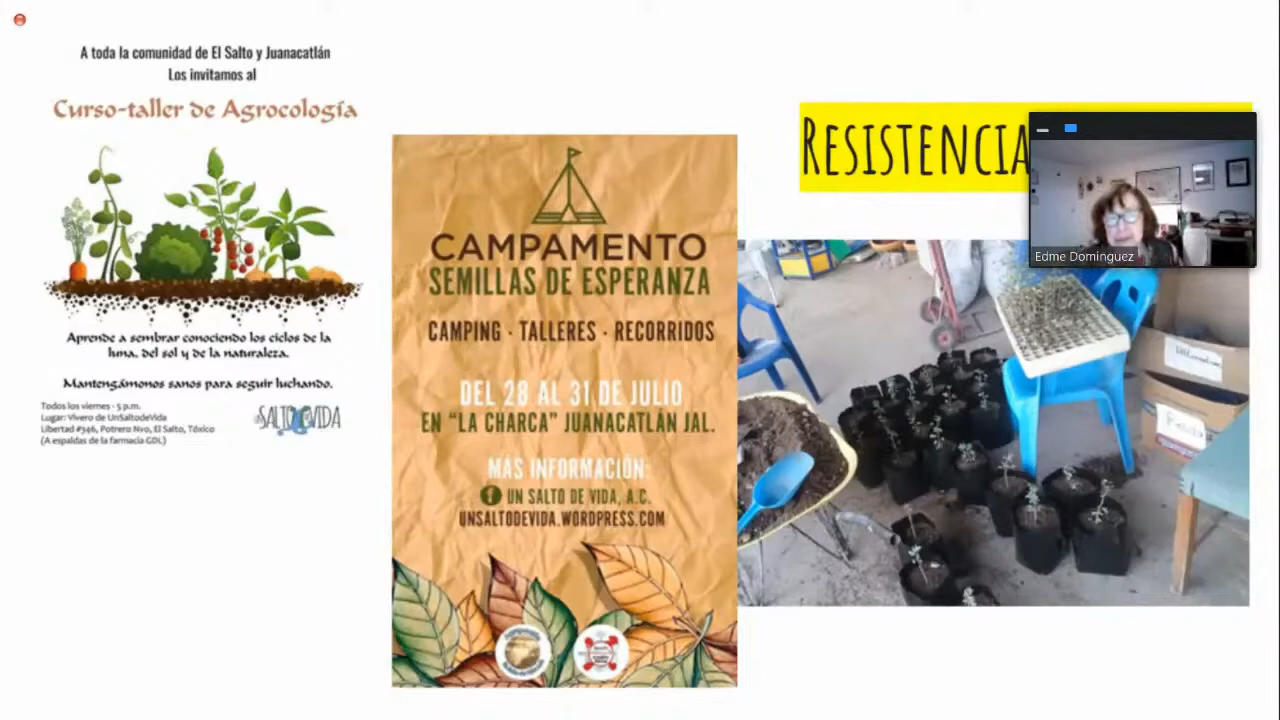 A toda la comunidad de El Salto y Juanacatlán
Los invitamos al
Curso-taller de Agrocología
Aprende a sembrar conociendo los ciclos de la
luna, del sol y de la naturaleza.
Mantengámonos sanos para seguir luchando.
Todos los viernes - 5 p.m.
Lugar: Vivero de UnSaltodeVida
Libertad #346, Potrero Nvo, El Salto, Tóxico
(A espaldas de la farmacia GDL)
CAMPAMENTO
SEMILLAS DE ESPERANZA
CAMPING · TALLERES · RECORRIDOS
DEL 28 AL 31 DE JULIO
EN "LA CHARCA" JUANACATLÁN JAL.
MÁS INFORMACIÓN:
UN SALTO DE VIDA, A.C.
UNSALTODEVIDA.WORDPRESS.COM
RESISTENCIA
Edme Dominguez